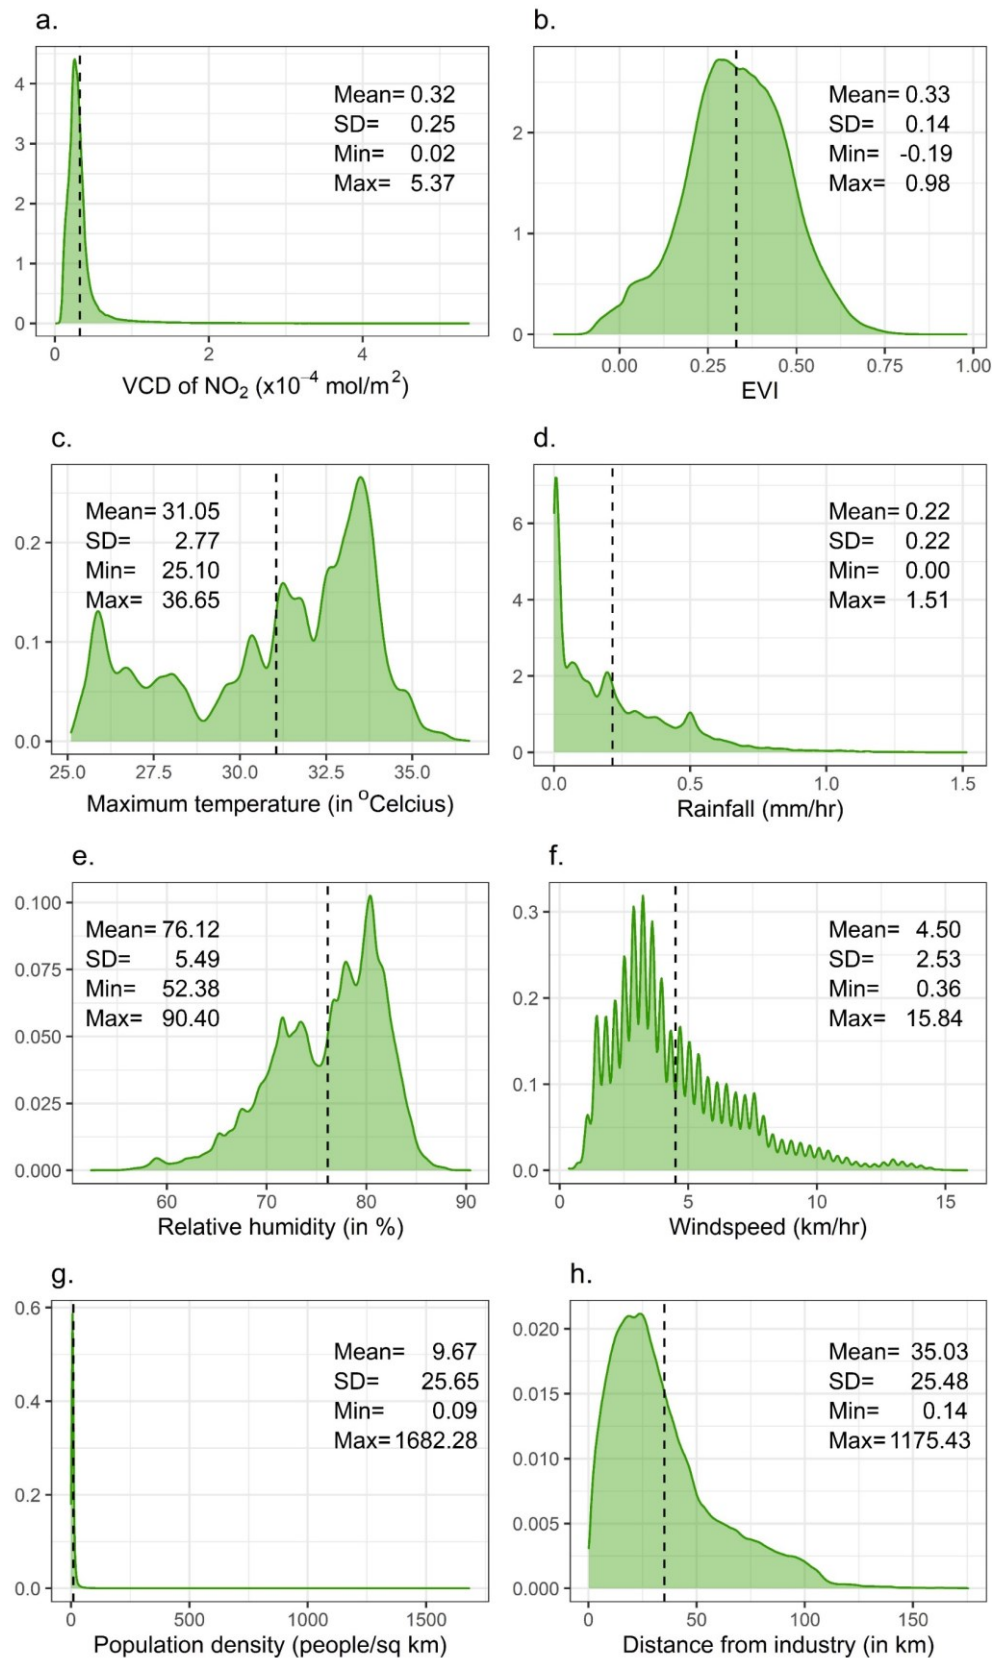 a.
4
3
2
1
0
Mean= 0.32
SD= 0.25
Min= 0.02
Max= 5.37
0 2 4
VCD of NO₂ (x10⁻⁴ mol/m²)
b.
2
1
0
Mean= 0.33
SD= 0.14
Min= -0.19
Max= 0.98
0.00 0.25 0.50 0.75 1.00
EVI
c.
0.2
0.1
0.0
Mean= 31.05
SD= 2.77
Min= 25.10
Max= 36.65
25.0 27.5 30.0 32.5 35.0
Maximum temperature (in ᵒCelcius)
d.
6
4
2
0
Mean= 0.22
SD= 0.22
Min= 0.00
Max= 1.51
0.0 0.5 1.0 1.5
Rainfall (mm/hr)
e.
0.100
0.075
0.050
0.025
0.000
Mean= 76.12
SD= 5.49
Min= 52.38
Max= 90.40
60 70 80 90
Relative humidity (in %)
f.
0.3
0.2
0.1
0.0
Mean= 4.50
SD= 2.53
Min= 0.36
Max= 15.84
0 5 10 15
Windspeed (km/hr)
g.
0.6
0.4
0.2
0.0
Mean= 9.67
SD= 25.65
Min= 0.09
Max= 1682.28
0 500 1000 1500
Population density (people/sq km)
h.
0.020
0.015
0.010
0.005
0.000
Mean= 35.03
SD= 25.48
Min= 0.14
Max= 1175.43
0 50 100 150
Distance from industry (in km)